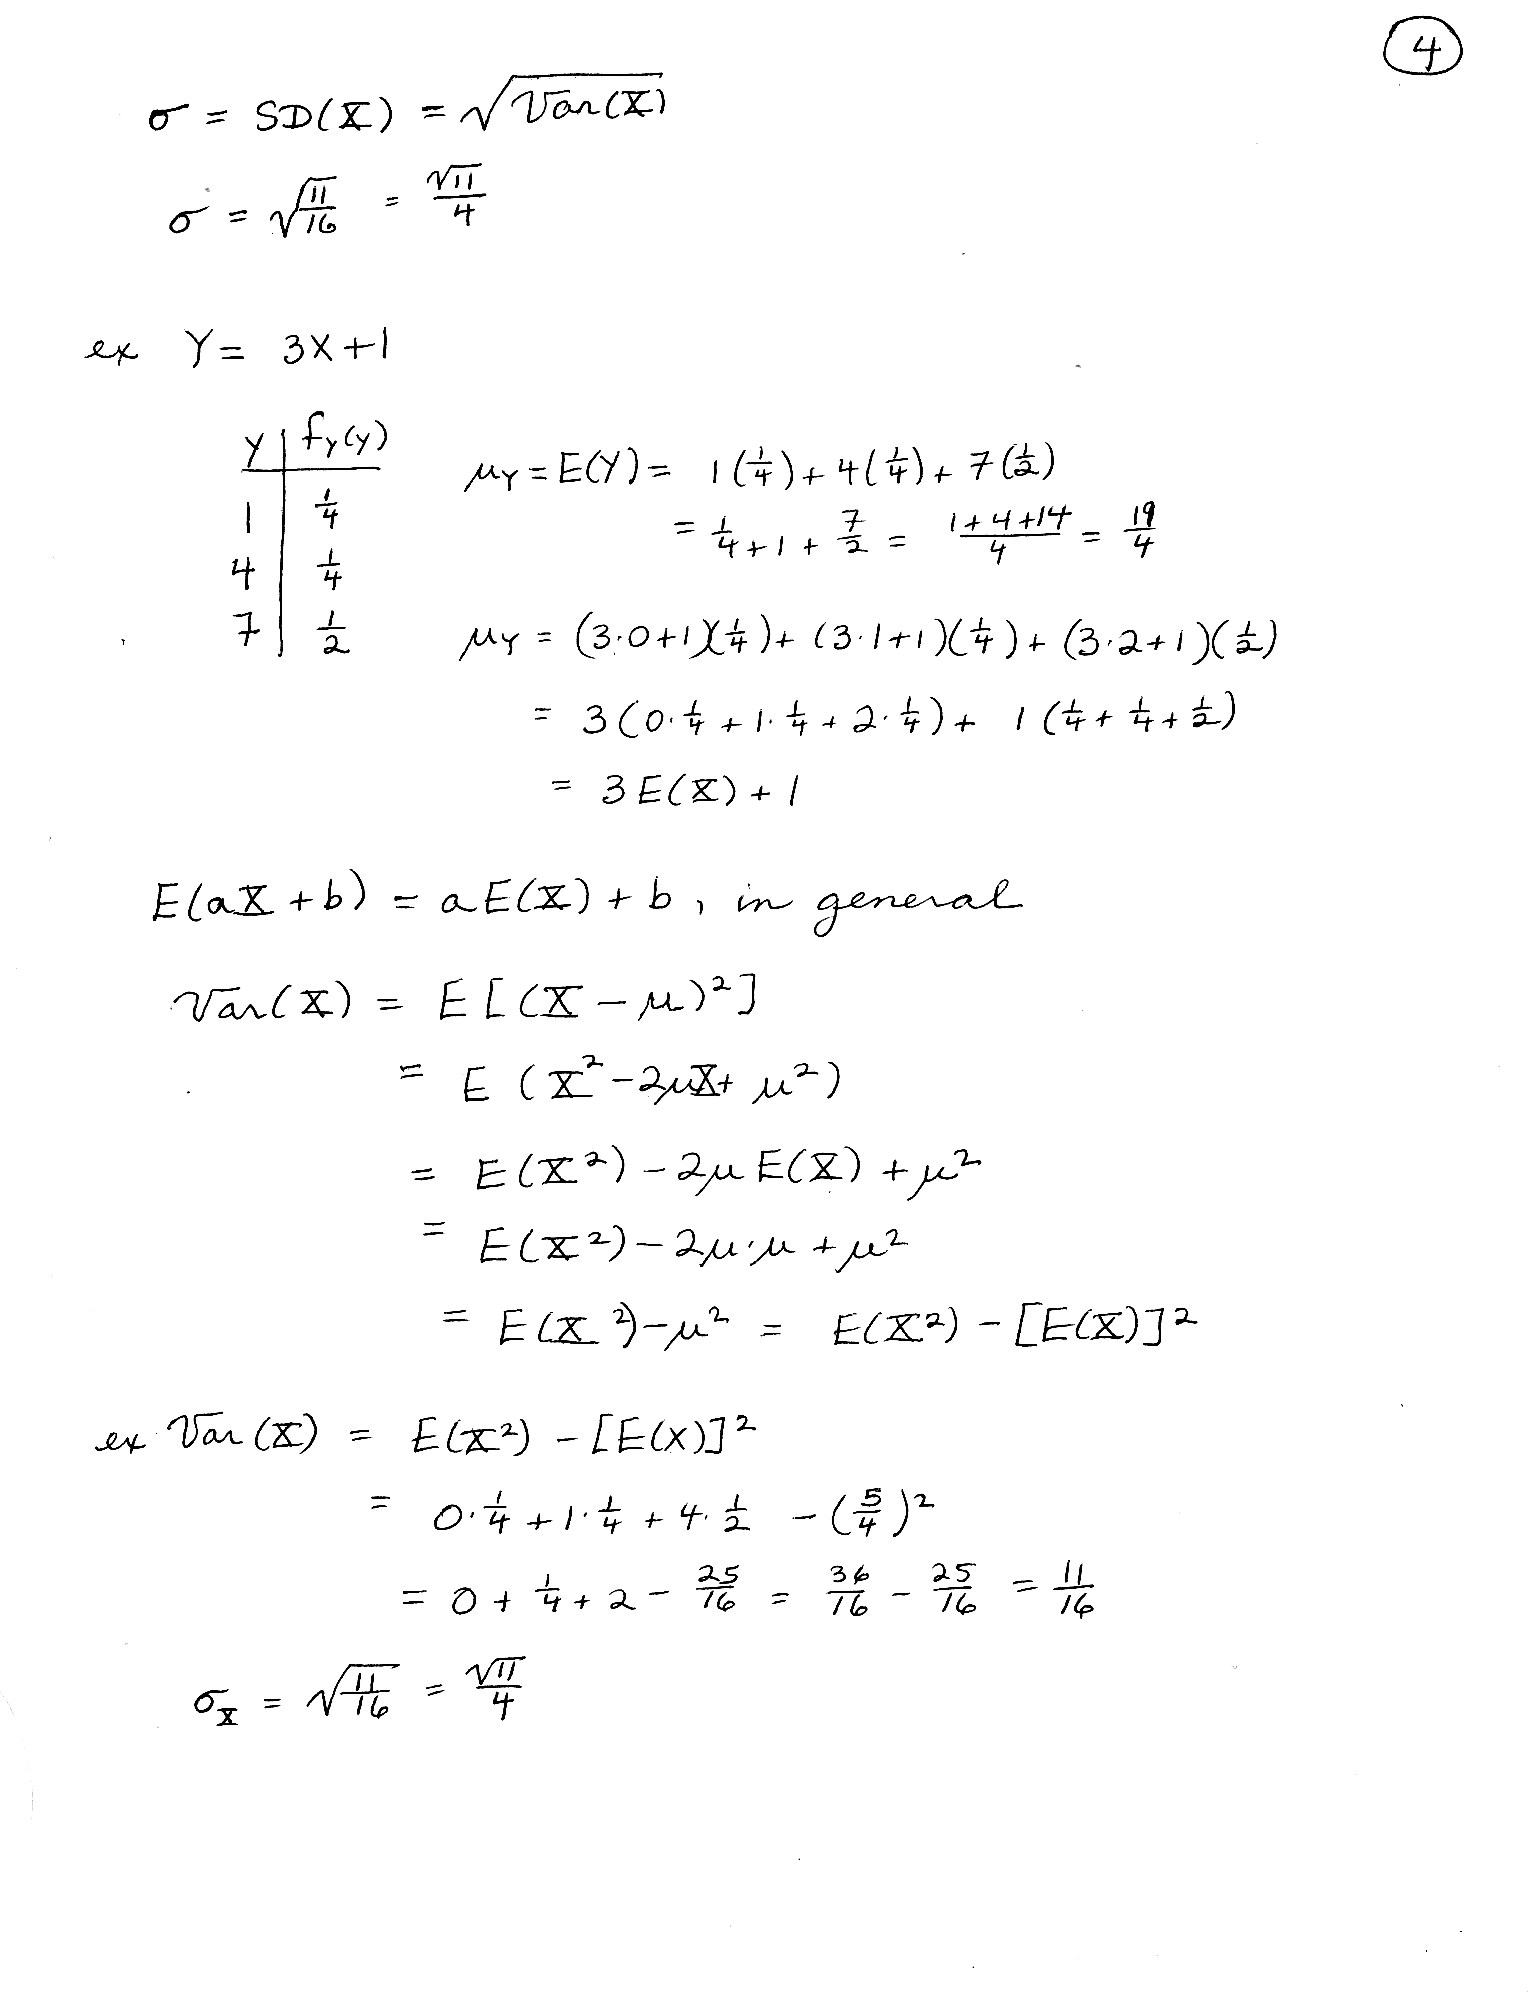 4
σ = SD(X) = √Var(X)
σ = √(11/16) = √11/4
ex Y = 3X+1
y | f_Y(y)
1 | 1/4
4 | 1/4
7 | 1/2
μ_Y = E(Y) = 1(1/4) + 4(1/4) + 7(1/2)
= 1/4 + 1 + 7/2 = (1+4+14)/4 = 19/4
μ_Y = (3·0+1)(1/4) + (3·1+1)(1/4) + (3·2+1)(1/2)
= 3(0·1/4 + 1·1/4 + 2·1/4) + 1(1/4 + 1/4 + 1/2)
= 3E(X) + 1
E(aX + b) = aE(X) + b, in general
Var(X) = E[(X - μ)²]
= E(X² - 2μX + μ²)
= E(X²) - 2μE(X) + μ²
= E(X²) - 2μ·μ + μ²
= E(X²) - μ² = E(X²) - [E(X)]²
ex Var(X) = E(X²) - [E(X)]²
= 0·1/4 + 1·1/4 + 4·1/2 - (5/4)²
= 0 + 1/4 + 2 - 25/16 = 36/16 - 25/16 = 11/16
σ_X = √(11/16) = √11/4